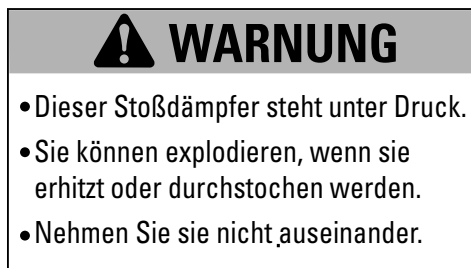 WARNUNG
•Dieser Stoßdämpfer steht unter Druck.
•Sie können explodieren, wenn sie
erhitzt oder durchstochen werden.
•Nehmen Sie sie nicht auseinander.